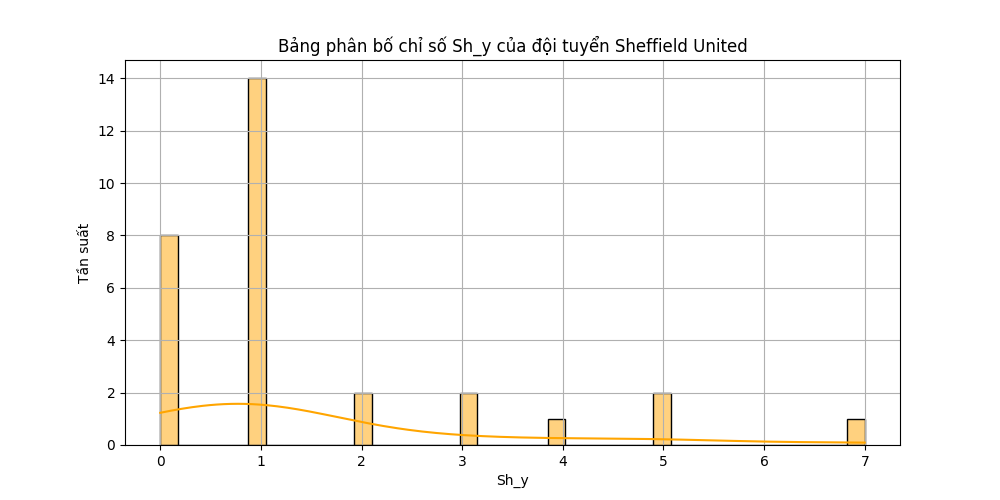 Bảng phân bố chỉ số Sh_y của đội tuyển Sheffield United
Tần suất
14
12
10
8
6
4
2
0
0 1 2 3 4 5 6 7
Sh_y